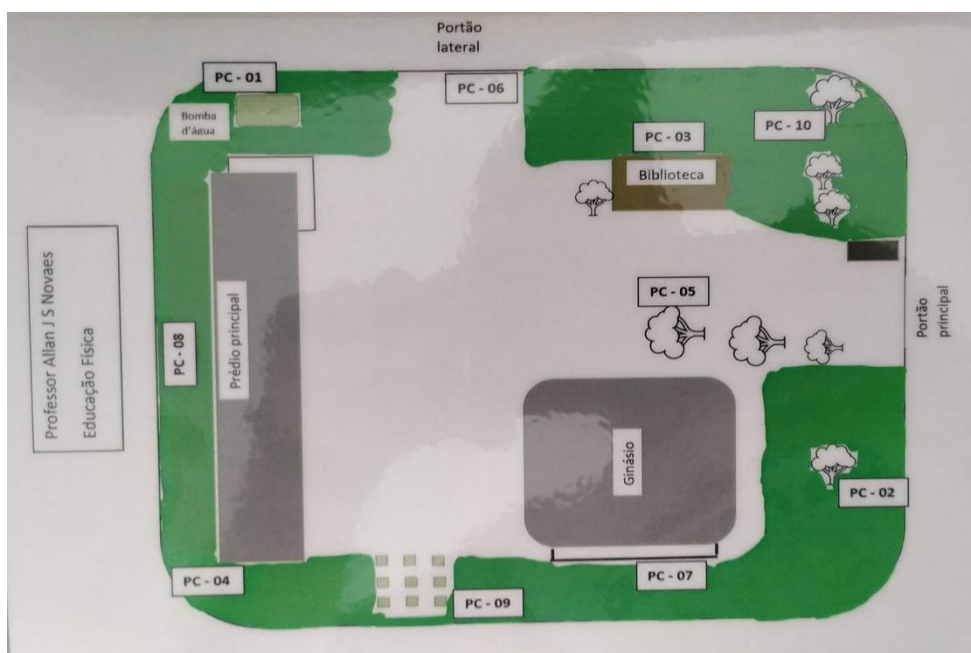 Portão
lateral
PC - 01
PC - 06
Bomba
d'água
PC - 03
PC - 10
Biblioteca
Professor Allan J S Novaes
Educação Física
PC - 08
Prédio principal
PC - 05
Portão
principal
Ginásio
PC - 02
PC - 04
PC - 07
PC - 09